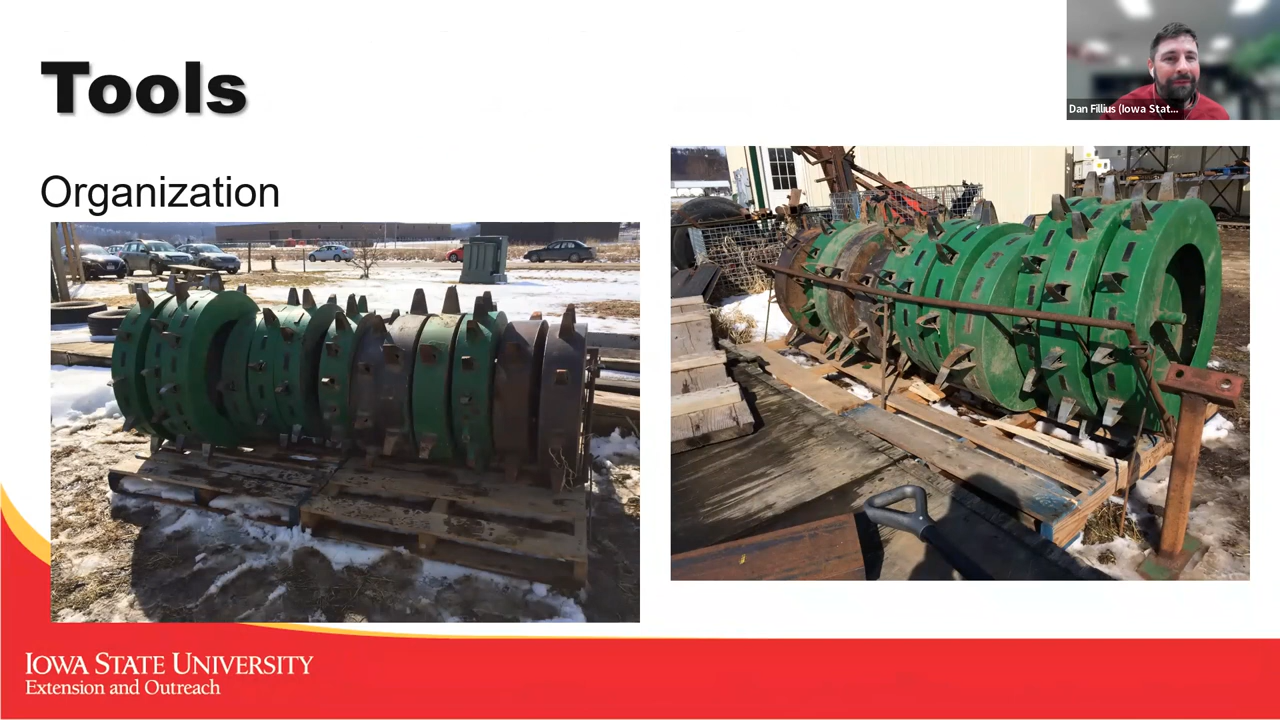 Tools
Dan Fillius (Iowa Stat...
Organization
IOWA STATE UNIVERSITY
Extension and Outreach